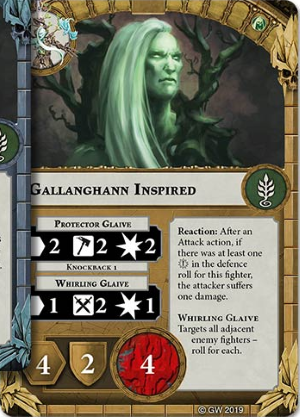 GALLANGHANN INSPIRED
PROTECTOR GLAIVE
2 2 2
KNOCKBACK 1
WHIRLING GLAIVE
1 2 1
Reaction: After an
Attack action, if
there was at least one
in the defence
roll for this fighter,
the attacker suffers
one damage.
WHIRLING GLAIVE
Targets all adjacent
enemy fighters –
roll for each.
4 2 4
© GW 2019